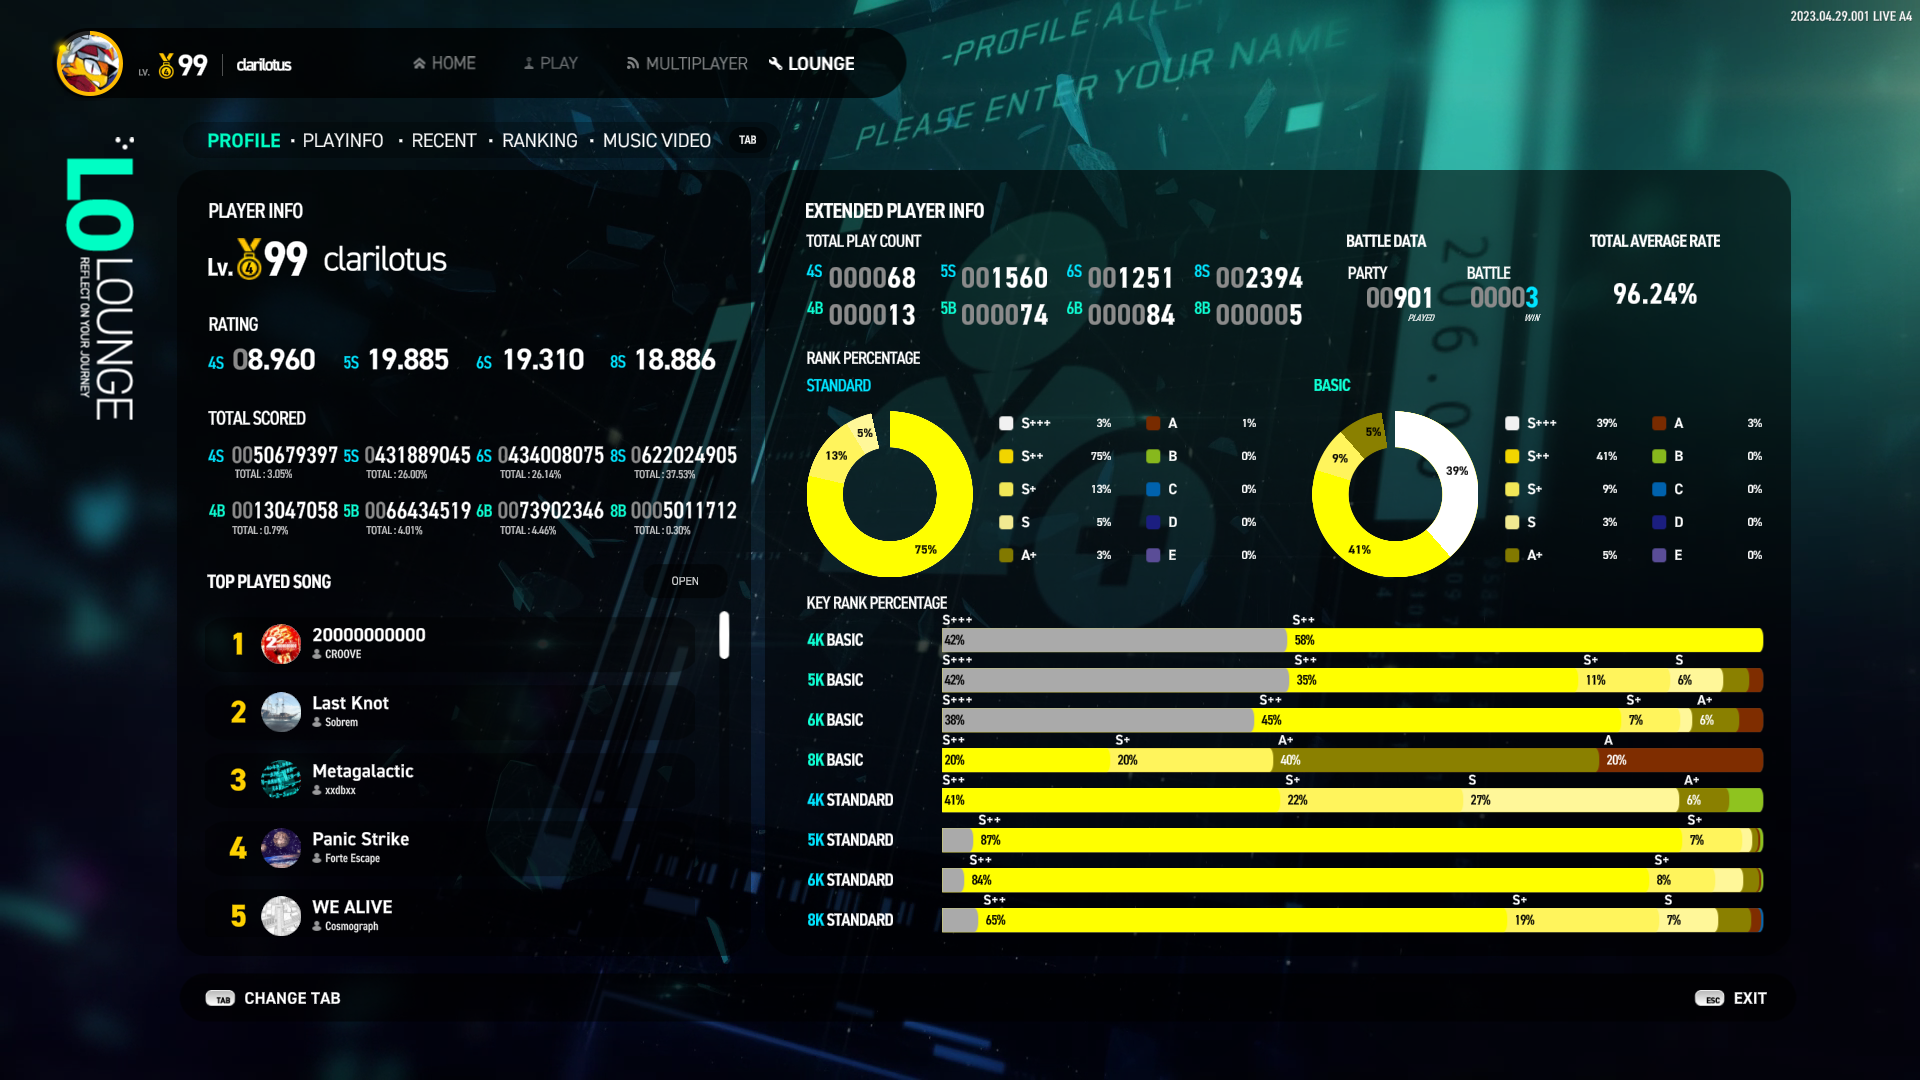 2023.04.29.001 LIVE A4
-PROFILE
PLEASE ENTER YOUR NAME
LV. 99 clarilotus
HOME PLAY MULTIPLAYER LOUNGE
PROFILE · PLAYINFO · RECENT · RANKING · MUSIC VIDEO TAB
LO
LOUNGE
REFLECT ON YOUR JOURNEY
PLAYER INFO
Lv. 4 99 clarilotus
RATING
4S 08.960 5S 19.885 6S 19.310 8S 18.886
TOTAL SCORED
4S 0050679397 5S 0431889045 6S 0434008075 8S 0622024905
TOTAL : 3.05% TOTAL : 26.00% TOTAL : 26.14% TOTAL : 37.53%
4B 0013047058 5B 0066434519 6B 0073902346 8B 0005011712
TOTAL : 0.79% TOTAL : 4.01% TOTAL : 4.46% TOTAL : 0.30%
TOP PLAYED SONG OPEN
1 20000000000
CROOVE
2 Last Knot
Sobrem
3 Metagalactic
xxdbxx
4 Panic Strike
Forte Escape
5 WE ALIVE
Cosmograph
EXTENDED PLAYER INFO
TOTAL PLAY COUNT
4S 000068 5S 001560 6S 001251 8S 002394
4B 000013 5B 000074 6B 000084 8B 000005
BATTLE DATA
PARTY BATTLE
00901 00003
PLAYED WIN
TOTAL AVERAGE RATE
96.24%
RANK PERCENTAGE
STANDARD
5%
13%
75%
S+++ 3% A 1%
S++ 75% B 0%
S+ 13% C 0%
S 5% D 0%
A+ 3% E 0%
BASIC
5%
9%
39%
41%
S+++ 39% A 3%
S++ 41% B 0%
S+ 9% C 0%
S 3% D 0%
A+ 5% E 0%
KEY RANK PERCENTAGE
S+++ S++
4K BASIC 42% 58%
S+++ S++ S+ S
5K BASIC 42% 35% 11% 6%
S+++ S++ S+ A+
6K BASIC 38% 45% 7% 6%
S++ S+ A+ A
8K BASIC 20% 20% 40% 20%
S++ S+ S A+
4K STANDARD 41% 22% 27% 6%
S++ S+
5K STANDARD 87% 7%
S++ S+
6K STANDARD 84% 8%
S++ S+ S
8K STANDARD 65% 19% 7%
TAB CHANGE TAB
ESC EXIT